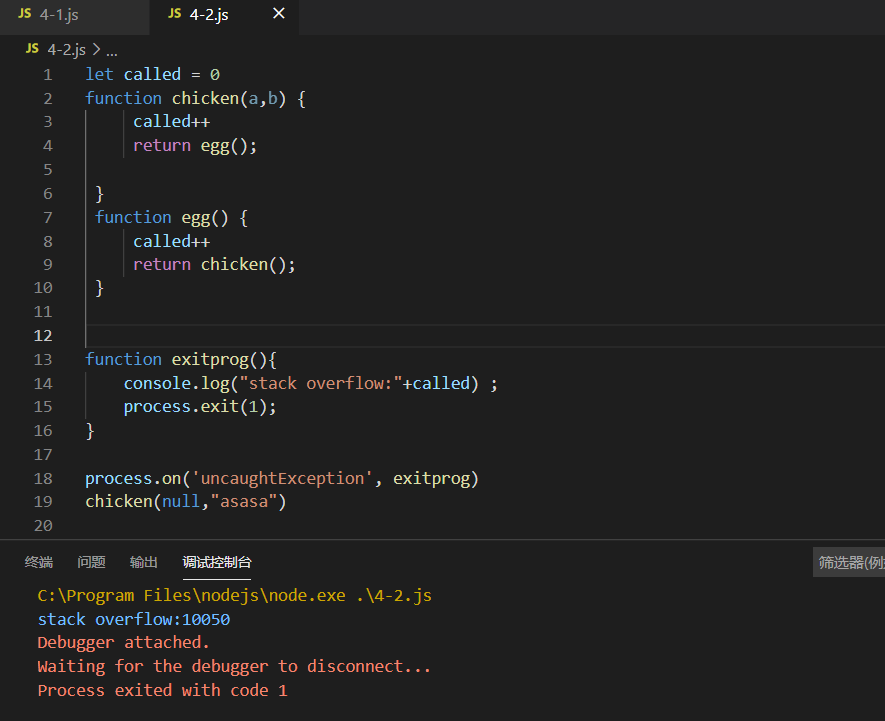 JS 4-1.js JS 4-2.js ×
JS 4-2.js > ...
1 let called = 0
2 function chicken(a,b) {
3 called++
4 return egg();
5
6 }
7 function egg() {
8 called++
9 return chicken();
10 }
11
12
13 function exitprog(){
14 console.log("stack overflow:"+called) ;
15 process.exit(1);
16 }
17
18 process.on('uncaughtException', exitprog)
19 chicken(null,"asasa")
20
终端 问题 输出 调试控制台 筛选器(例
C:\Program Files\nodejs\node.exe .\4-2.js
stack overflow:10050
Debugger attached.
Waiting for the debugger to disconnect...
Process exited with code 1